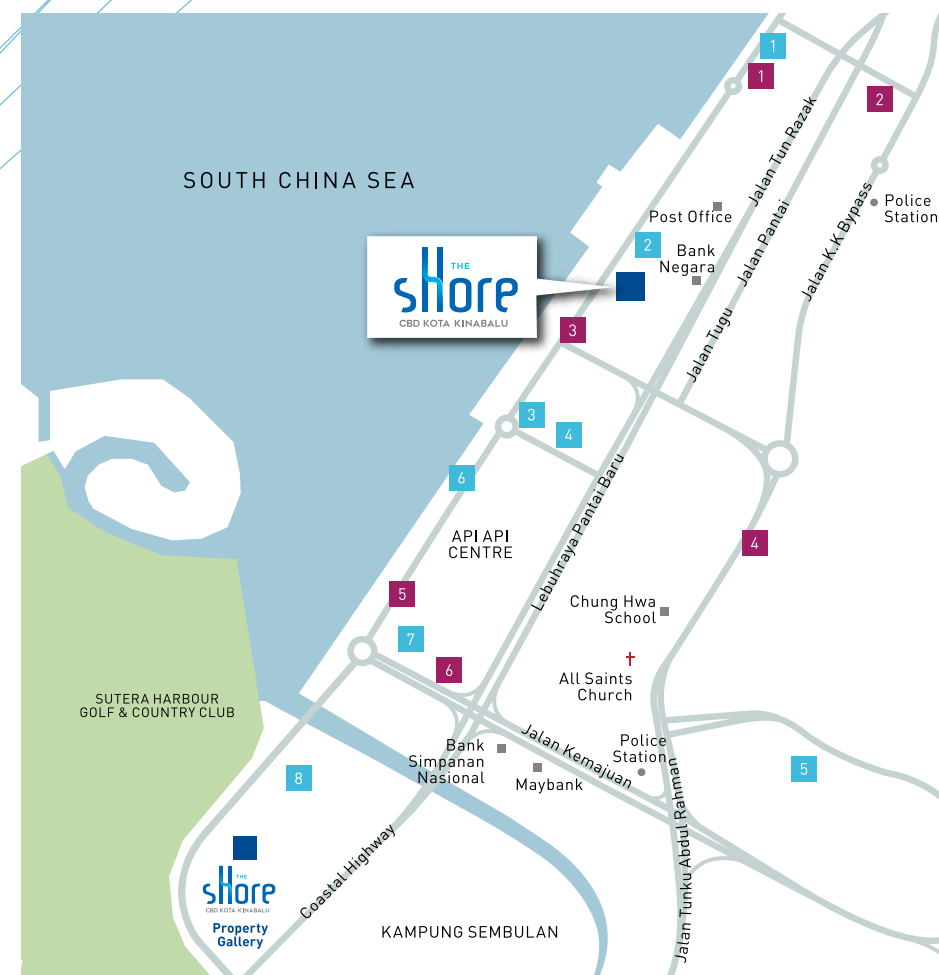 1
1
2
Jalan Tun Razak
SOUTH CHINA SEA
Post Office
Jalan Pantai
Jalan K.K Bypass
Police
Station
2
Bank
Negara
THE
sHore
CBD KOTA KINABALU
3
Jalan Tugu
3
4
6
Lebuhraya Pantai Baru
API API
CENTRE
4
5
Chung Hwa
School
7
6
All Saints
Church
SUTERA HARBOUR
GOLF & COUNTRY CLUB
Bank
Simpanan
Nasional
Maybank
Jalan Kemajuan
Police
Station
5
8
Coastal Highway
Jalan Tunku Abdul Rahman
THE
sHore
CBD KOTA KINABALU
Property
Gallery
KAMPUNG SEMBULAN